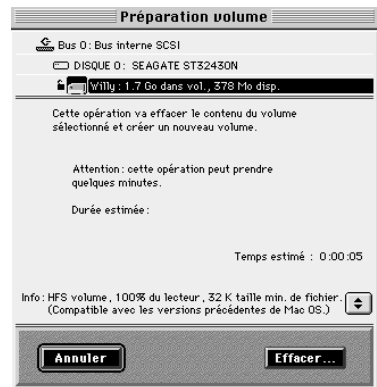 Préparation volume
Bus 0: Bus interne SCSI
DISQUE 0: SEAGATE ST32430N
Willy : 1.7 Go dans vol., 378 Mo disp.
Cette opération va effacer le contenu du volume
sélectionné et créer un nouveau volume.
Attention : cette opération peut prendre
quelques minutes.
Durée estimée :
Temps estimé : 0:00:05
Info : HFS volume, 100% du lecteur, 32 K taille min. de fichier.
(Compatible avec les versions précédentes de Mac OS.)
Annuler
Effacer...